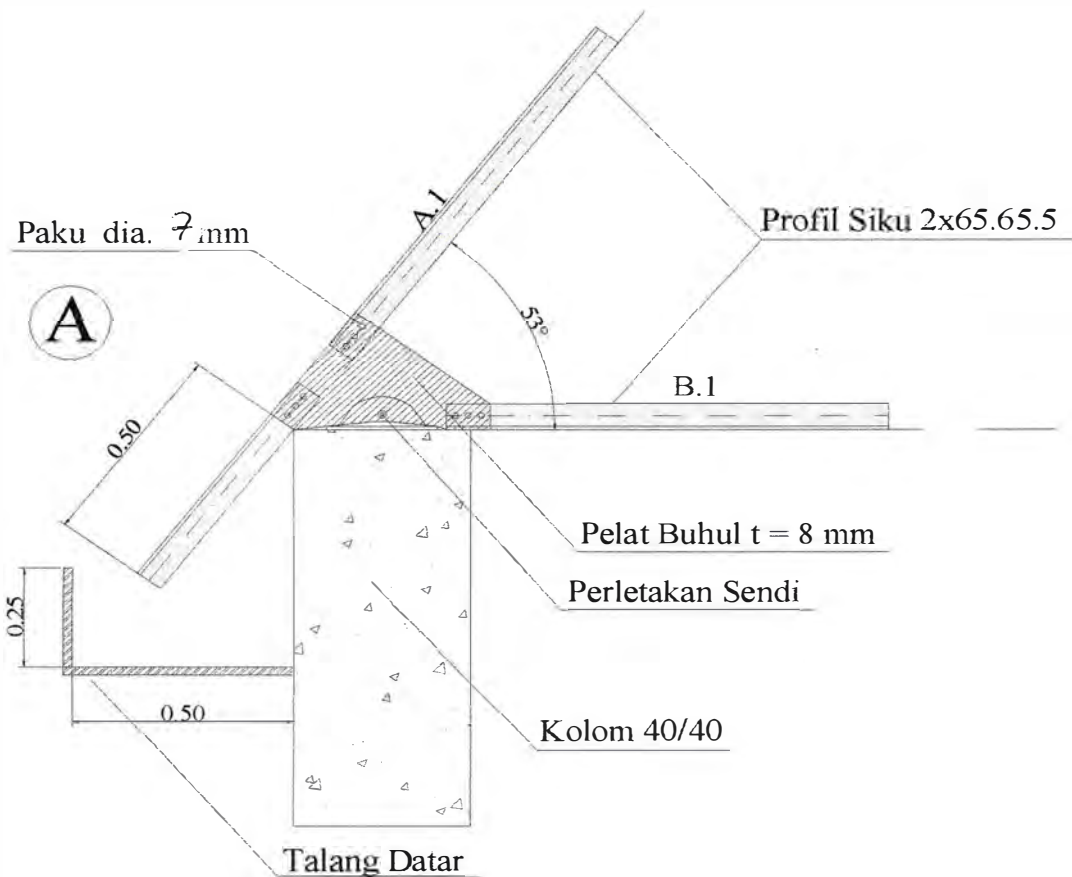 A.1
Profil Siku 2x65.65.5
Paku dia. 7 mm
A
53°
B.1
0.50
Pelat Buhul t = 8 mm
Perletakan Sendi
0.25
0.50
Kolom 40/40
Talang Datar